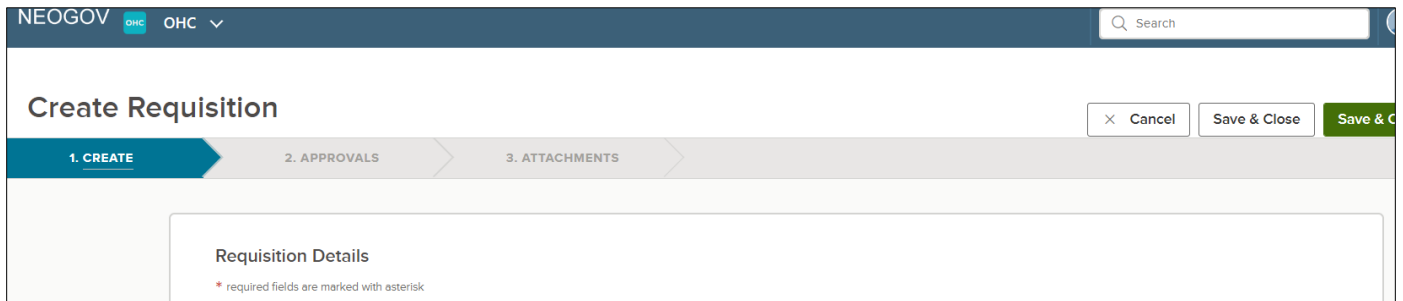 NEOGOV OHC OHC Search
Create Requisition
× Cancel Save & Close Save & C
1. CREATE 2. APPROVALS 3. ATTACHMENTS
Requisition Details
* required fields are marked with asterisk